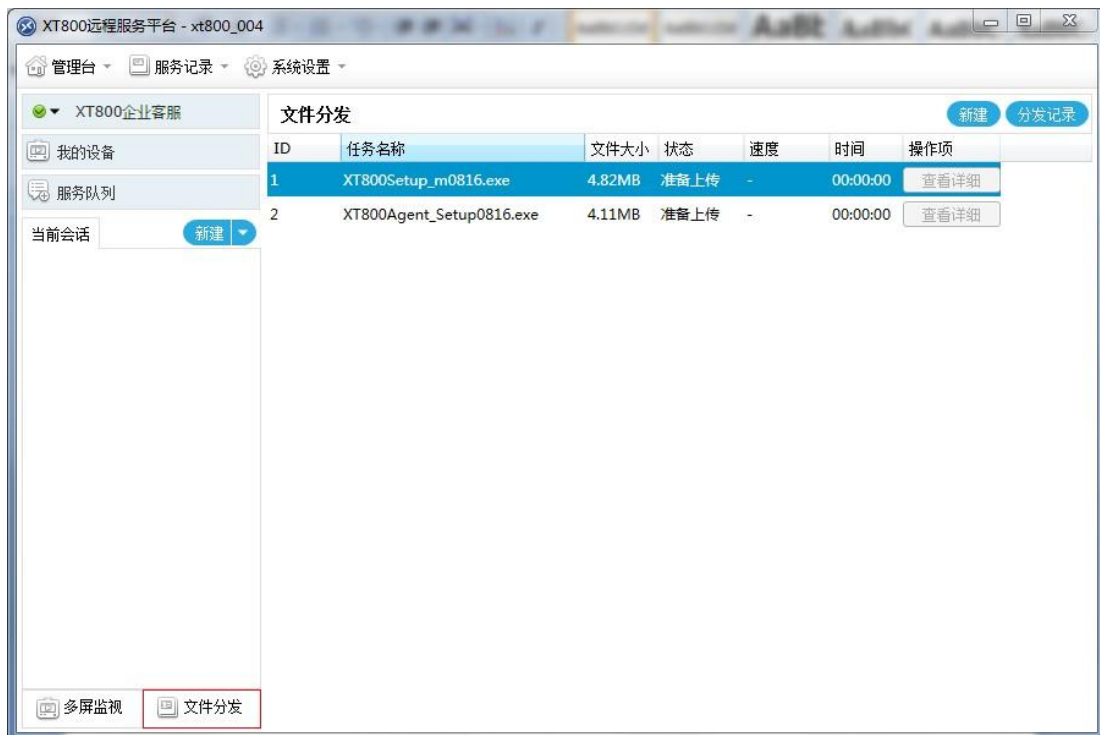 XT800远程服务平台 - xt800_004
管理台 服务记录 系统设置
XT800企业客服
我的设备
服务队列
当前会话 新建
文件分发 新建 分发记录
ID 任务名称 文件大小 状态 速度 时间 操作项
1 XT800Setup_m0816.exe 4.82MB 准备上传 - 00:00:00 查看详细
2 XT800Agent_Setup0816.exe 4.11MB 准备上传 - 00:00:00 查看详细
多屏监视 文件分发